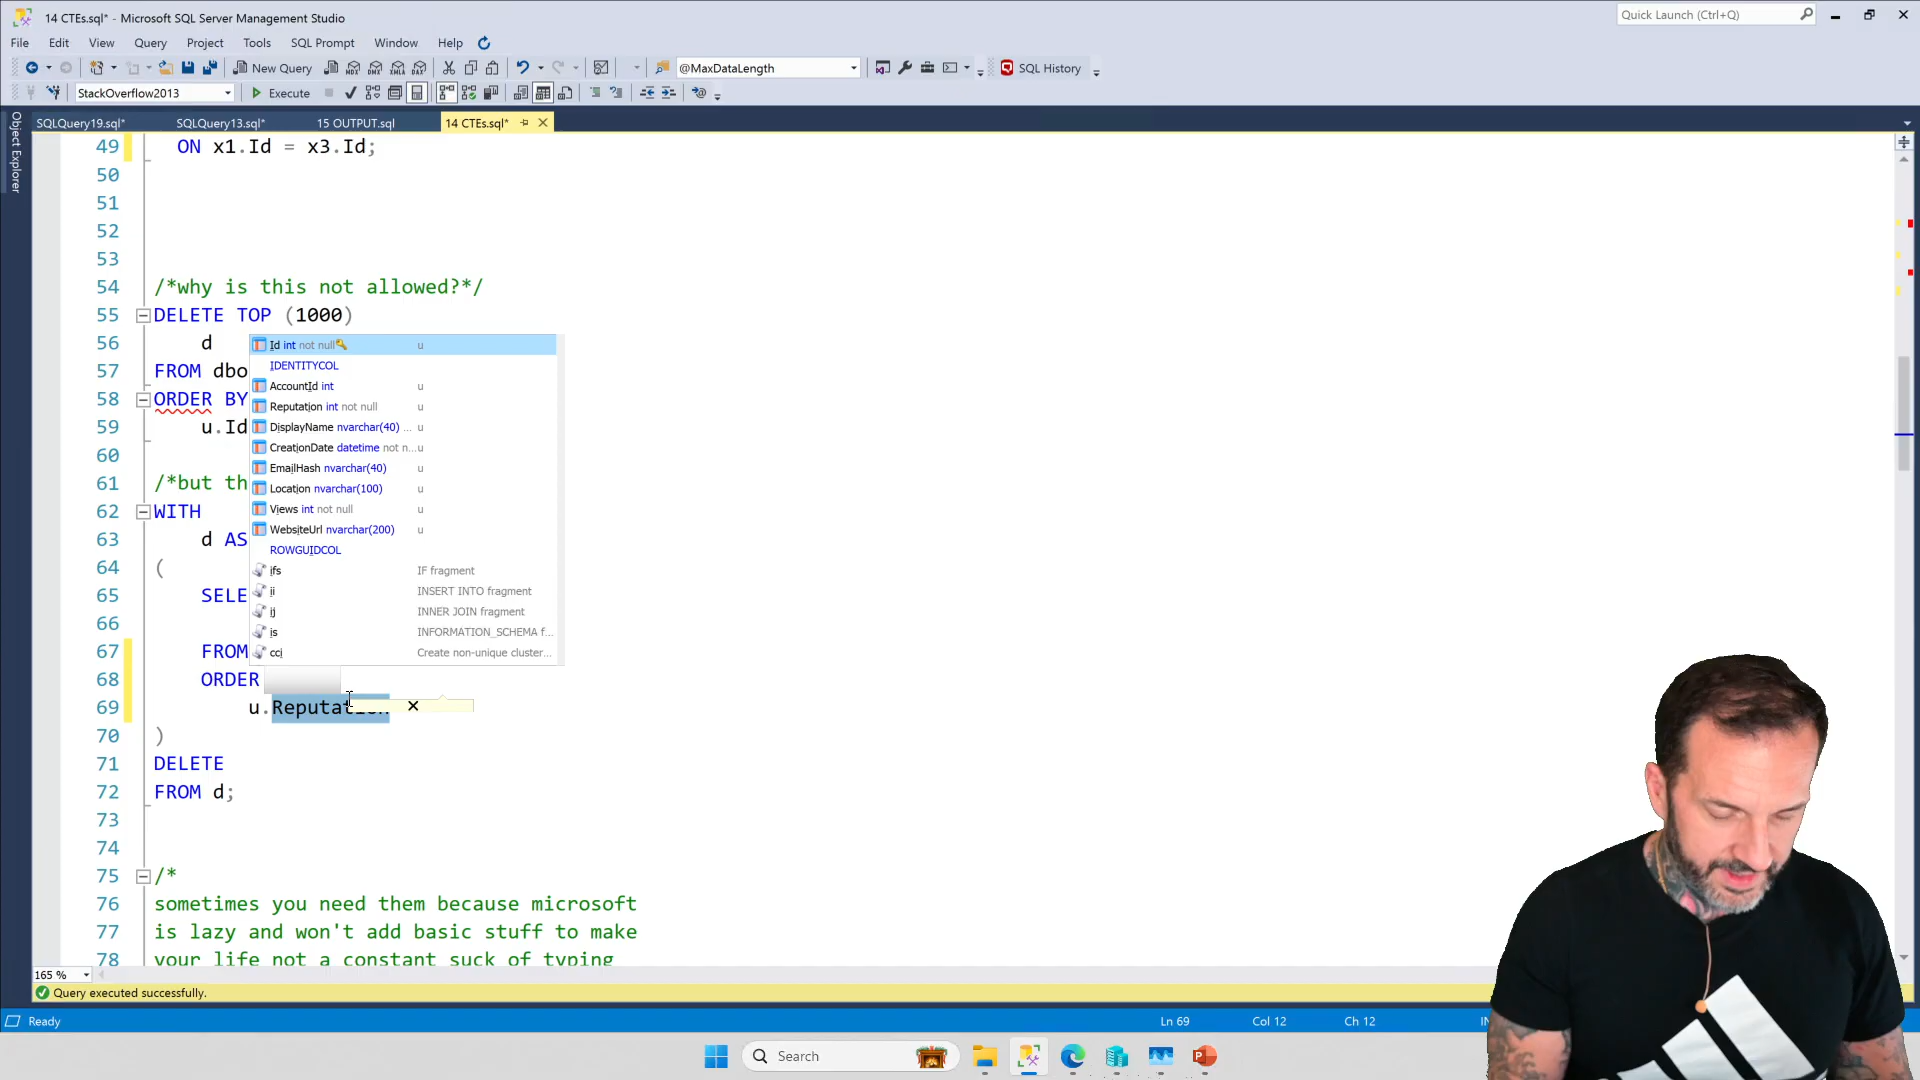 14 CTEs.sql* - Microsoft SQL Server Management Studio
Quick Launch (Ctrl+Q)
File Edit View Query Project Tools SQL Prompt Window Help
New Query
@MaxDataLength
SQL History
StackOverflow2013
Execute
SQLQuery19.sql* SQLQuery13.sql* 15 OUTPUT.sql 14 CTEs.sql*
Object Explorer
49 ON x1.Id = x3.Id;
50
51
52
53
54 /*why is this not allowed?*/
55 DELETE TOP (1000)
56 d
57 FROM dbo
58 ORDER BY
59 u.Id
60
61 /*but th
62 WITH
63 d AS
64 (
65 SELE
66
67 FROM
68 ORDER
69 u.Reputation
70 )
71 DELETE
72 FROM d;
73
74
75 /*
76 sometimes you need them because microsoft
77 is lazy and won't add basic stuff to make
78 your life not a constant suck of typing
Id int not null u
IDENTITYCOL
AccountId int u
Reputation int not null u
DisplayName nvarchar(40) ... u
CreationDate datetime not n... u
EmailHash nvarchar(40) u
Location nvarchar(100) u
Views int not null u
WebsiteUrl nvarchar(200) u
ROWGUIDCOL
ifs IF fragment
ii INSERT INTO fragment
ij INNER JOIN fragment
is INFORMATION_SCHEMA f...
cci Create non-unique cluster...
165 %
Query executed successfully.
Ready
Ln 69 Col 12 Ch 12 IN
Search